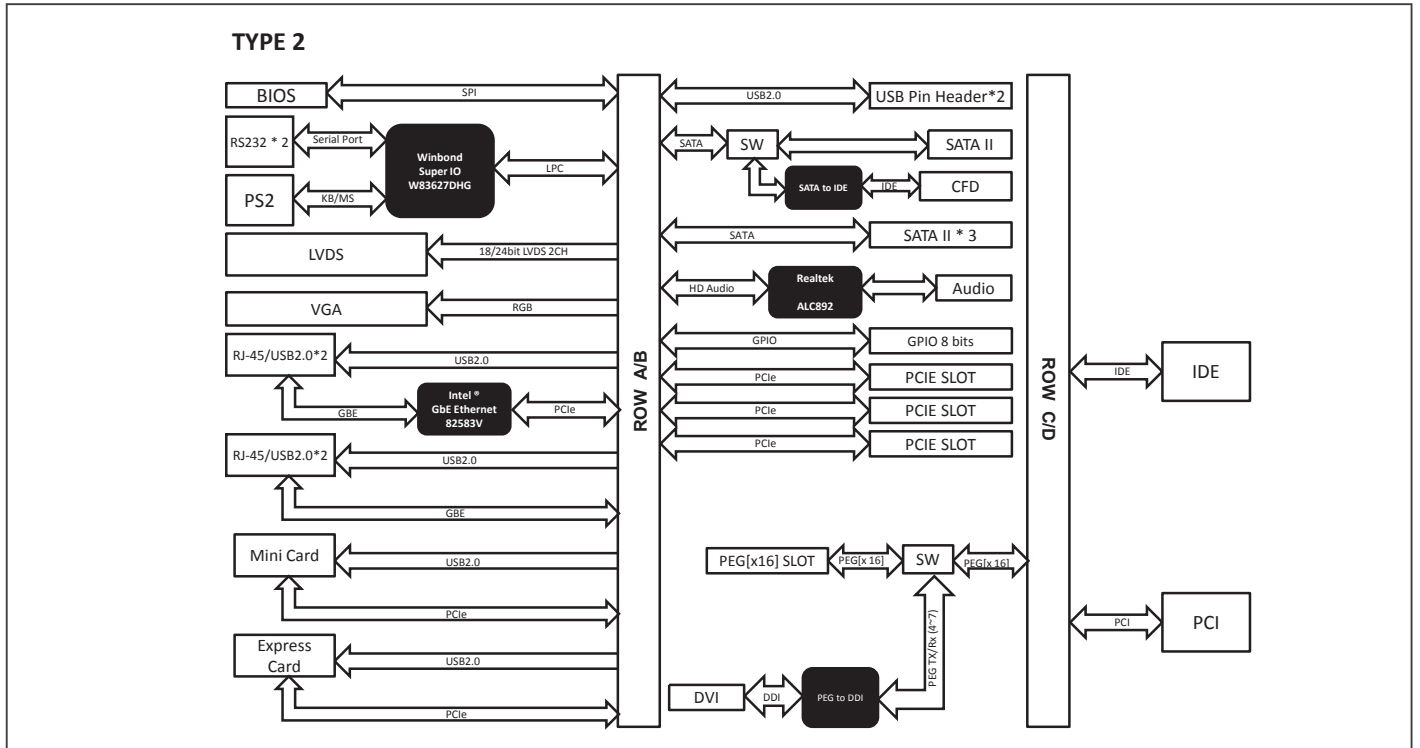 TYPE 2
BIOS
SPI
RS232 * 2
Serial Port
Winbond
Super IO
W83627DHG
LPC
PS2
KB/MS
LVDS
18/24bit LVDS 2CH
VGA
RGB
RJ-45/USB2.0*2
USB2.0
GBE
Intel ®
GbE Ethernet
82583V
PCIe
RJ-45/USB2.0*2
USB2.0
GBE
Mini Card
USB2.0
PCIe
Express
Card
USB2.0
PCIe
ROW A/B
USB2.0
USB Pin Header*2
SATA
SW
SATA II
SATA to IDE
IDE
CFD
SATA
SATA II * 3
HD Audio
Realtek
ALC892
Audio
GPIO
GPIO 8 bits
PCIe
PCIE SLOT
PCIe
PCIE SLOT
PCIe
PCIE SLOT
PEG[x16] SLOT
PEG[x 16]
SW
PEG[x 16]
PEG TX/Rx (4~7)
DVI
DDI
PEG to DDI
ROW C/D
IDE
IDE
PCI
PCI